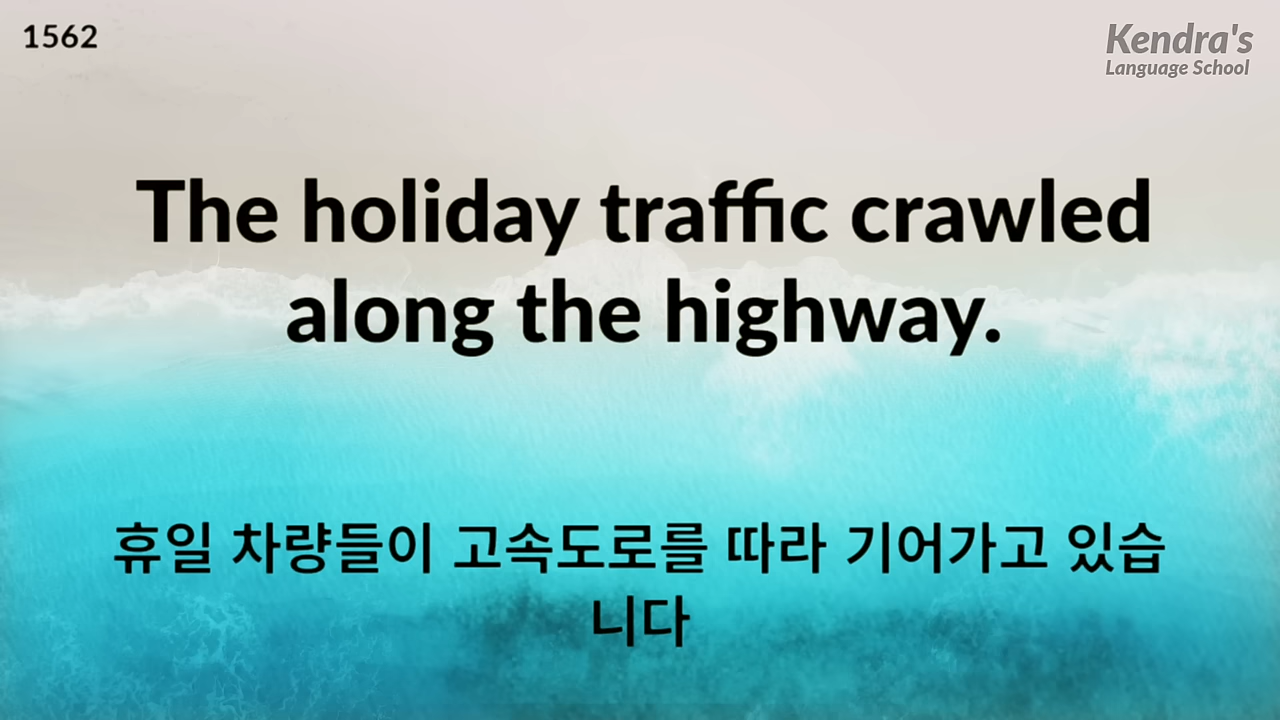 1562
Kendra's
Language School
The holiday traffic crawled
along the highway.
휴일 차량들이 고속도로를 따라 기어가고 있습
니다